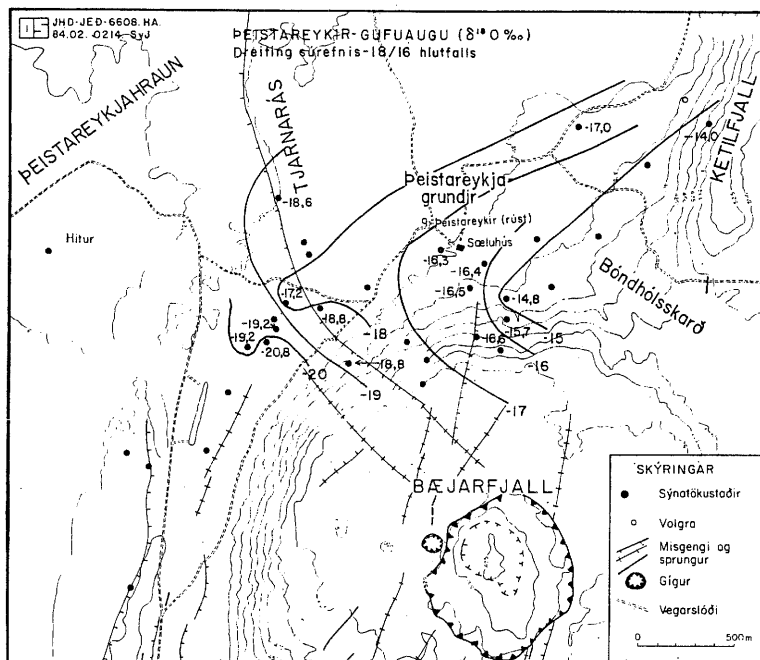 JHD-JED-6608. HA.
84.02.0214-SyJ
ÞEISTAREYKIR-GUFUAUGU (δ¹⁸O‰)
Dreifing súrefnis-18/16 hlutfalls
ÞEISTAREYKJAHRAUN
TJARNARÁS
KETILFJALL
-17,0
-14,0
Þeistareykja
grundir
-18,6
Þeistareykir (rúst)
Hitur
Sæluhús
-16,3
-16,4
Bóndhólsskarð
-16,5
-17,2
-14,8
-18,8
-19,2
-18
-15,7
-15
-19,2
-16,6
-20,8
-16
-20
-18,8
-19
-17
BÆJARFJALL
SKÝRINGAR
Sýnatökustaðir
Volgra
Misgengi og
sprungur
Gígur
Vegarslóði
0 500m